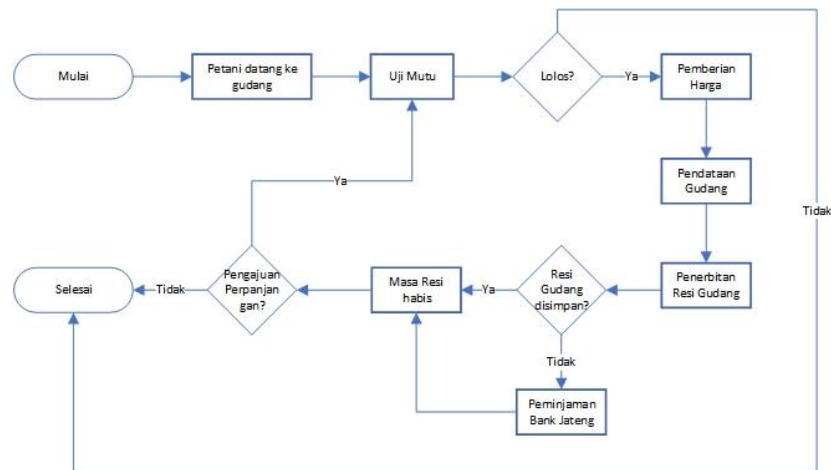 Mulai
Petani datang ke
gudang
Uji Mutu
Lolos?
Ya
Pemberian
Harga
Pendataan
Gudang
Tidak
Ya
Selesai
Tidak
Pengajuan
Perpanjan
gan?
Masa Resi
habis
Ya
Resi
Gudang
disimpan?
Penerbitan
Resi Gudang
Tidak
Peminjaman
Bank Jateng